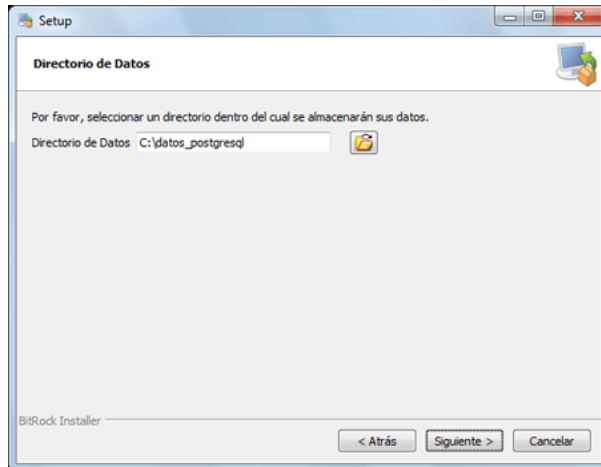 Setup
Directorio de Datos
Por favor, seleccionar un directorio dentro del cual se almacenarán sus datos.
Directorio de Datos C:\datos_postgresql
BitRock Installer
< Atrás Siguiente > Cancelar